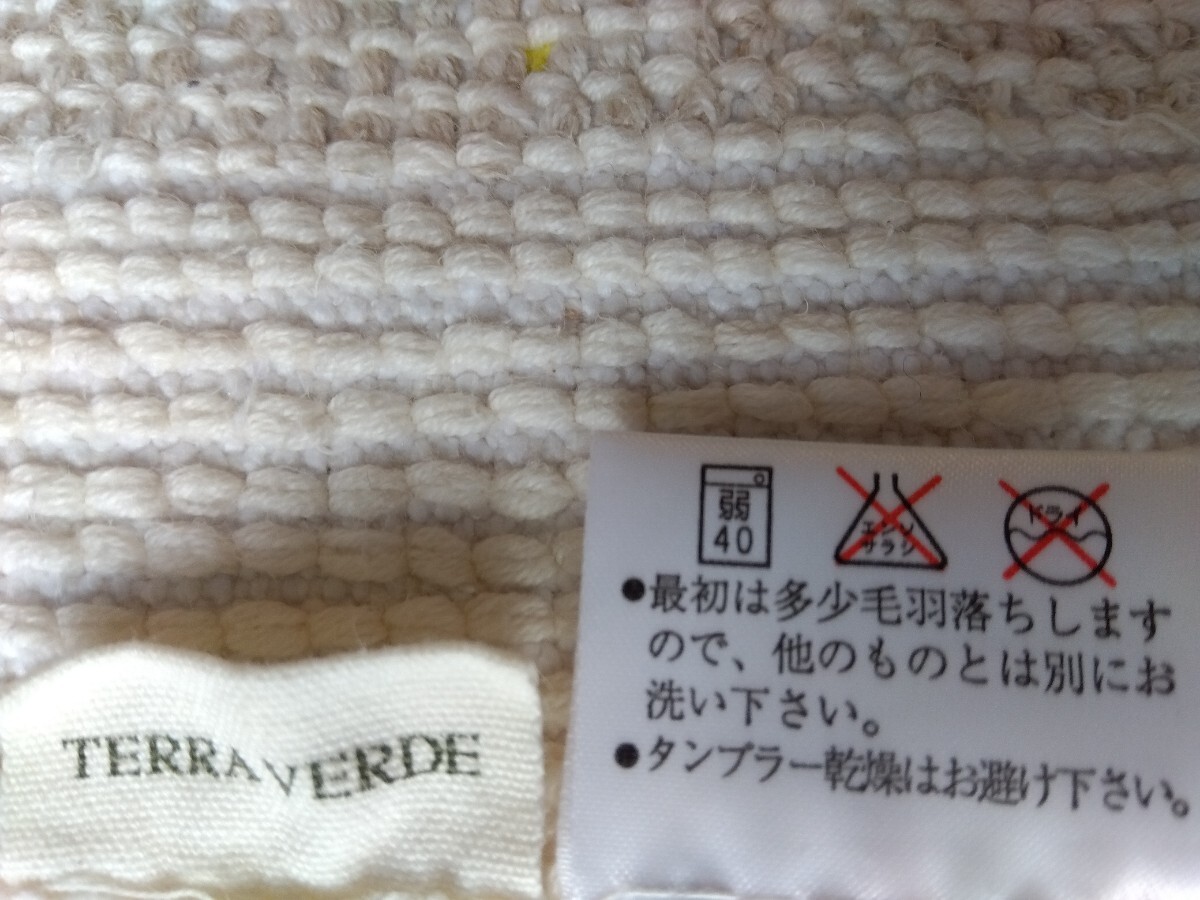 弱
40
エンソ
サラシ
ドライ
●最初は多少毛羽落ちします
ので、他のものとは別にお
洗い下さい。
●タンブラー乾燥はお避け下さい。
TERRAVERDE